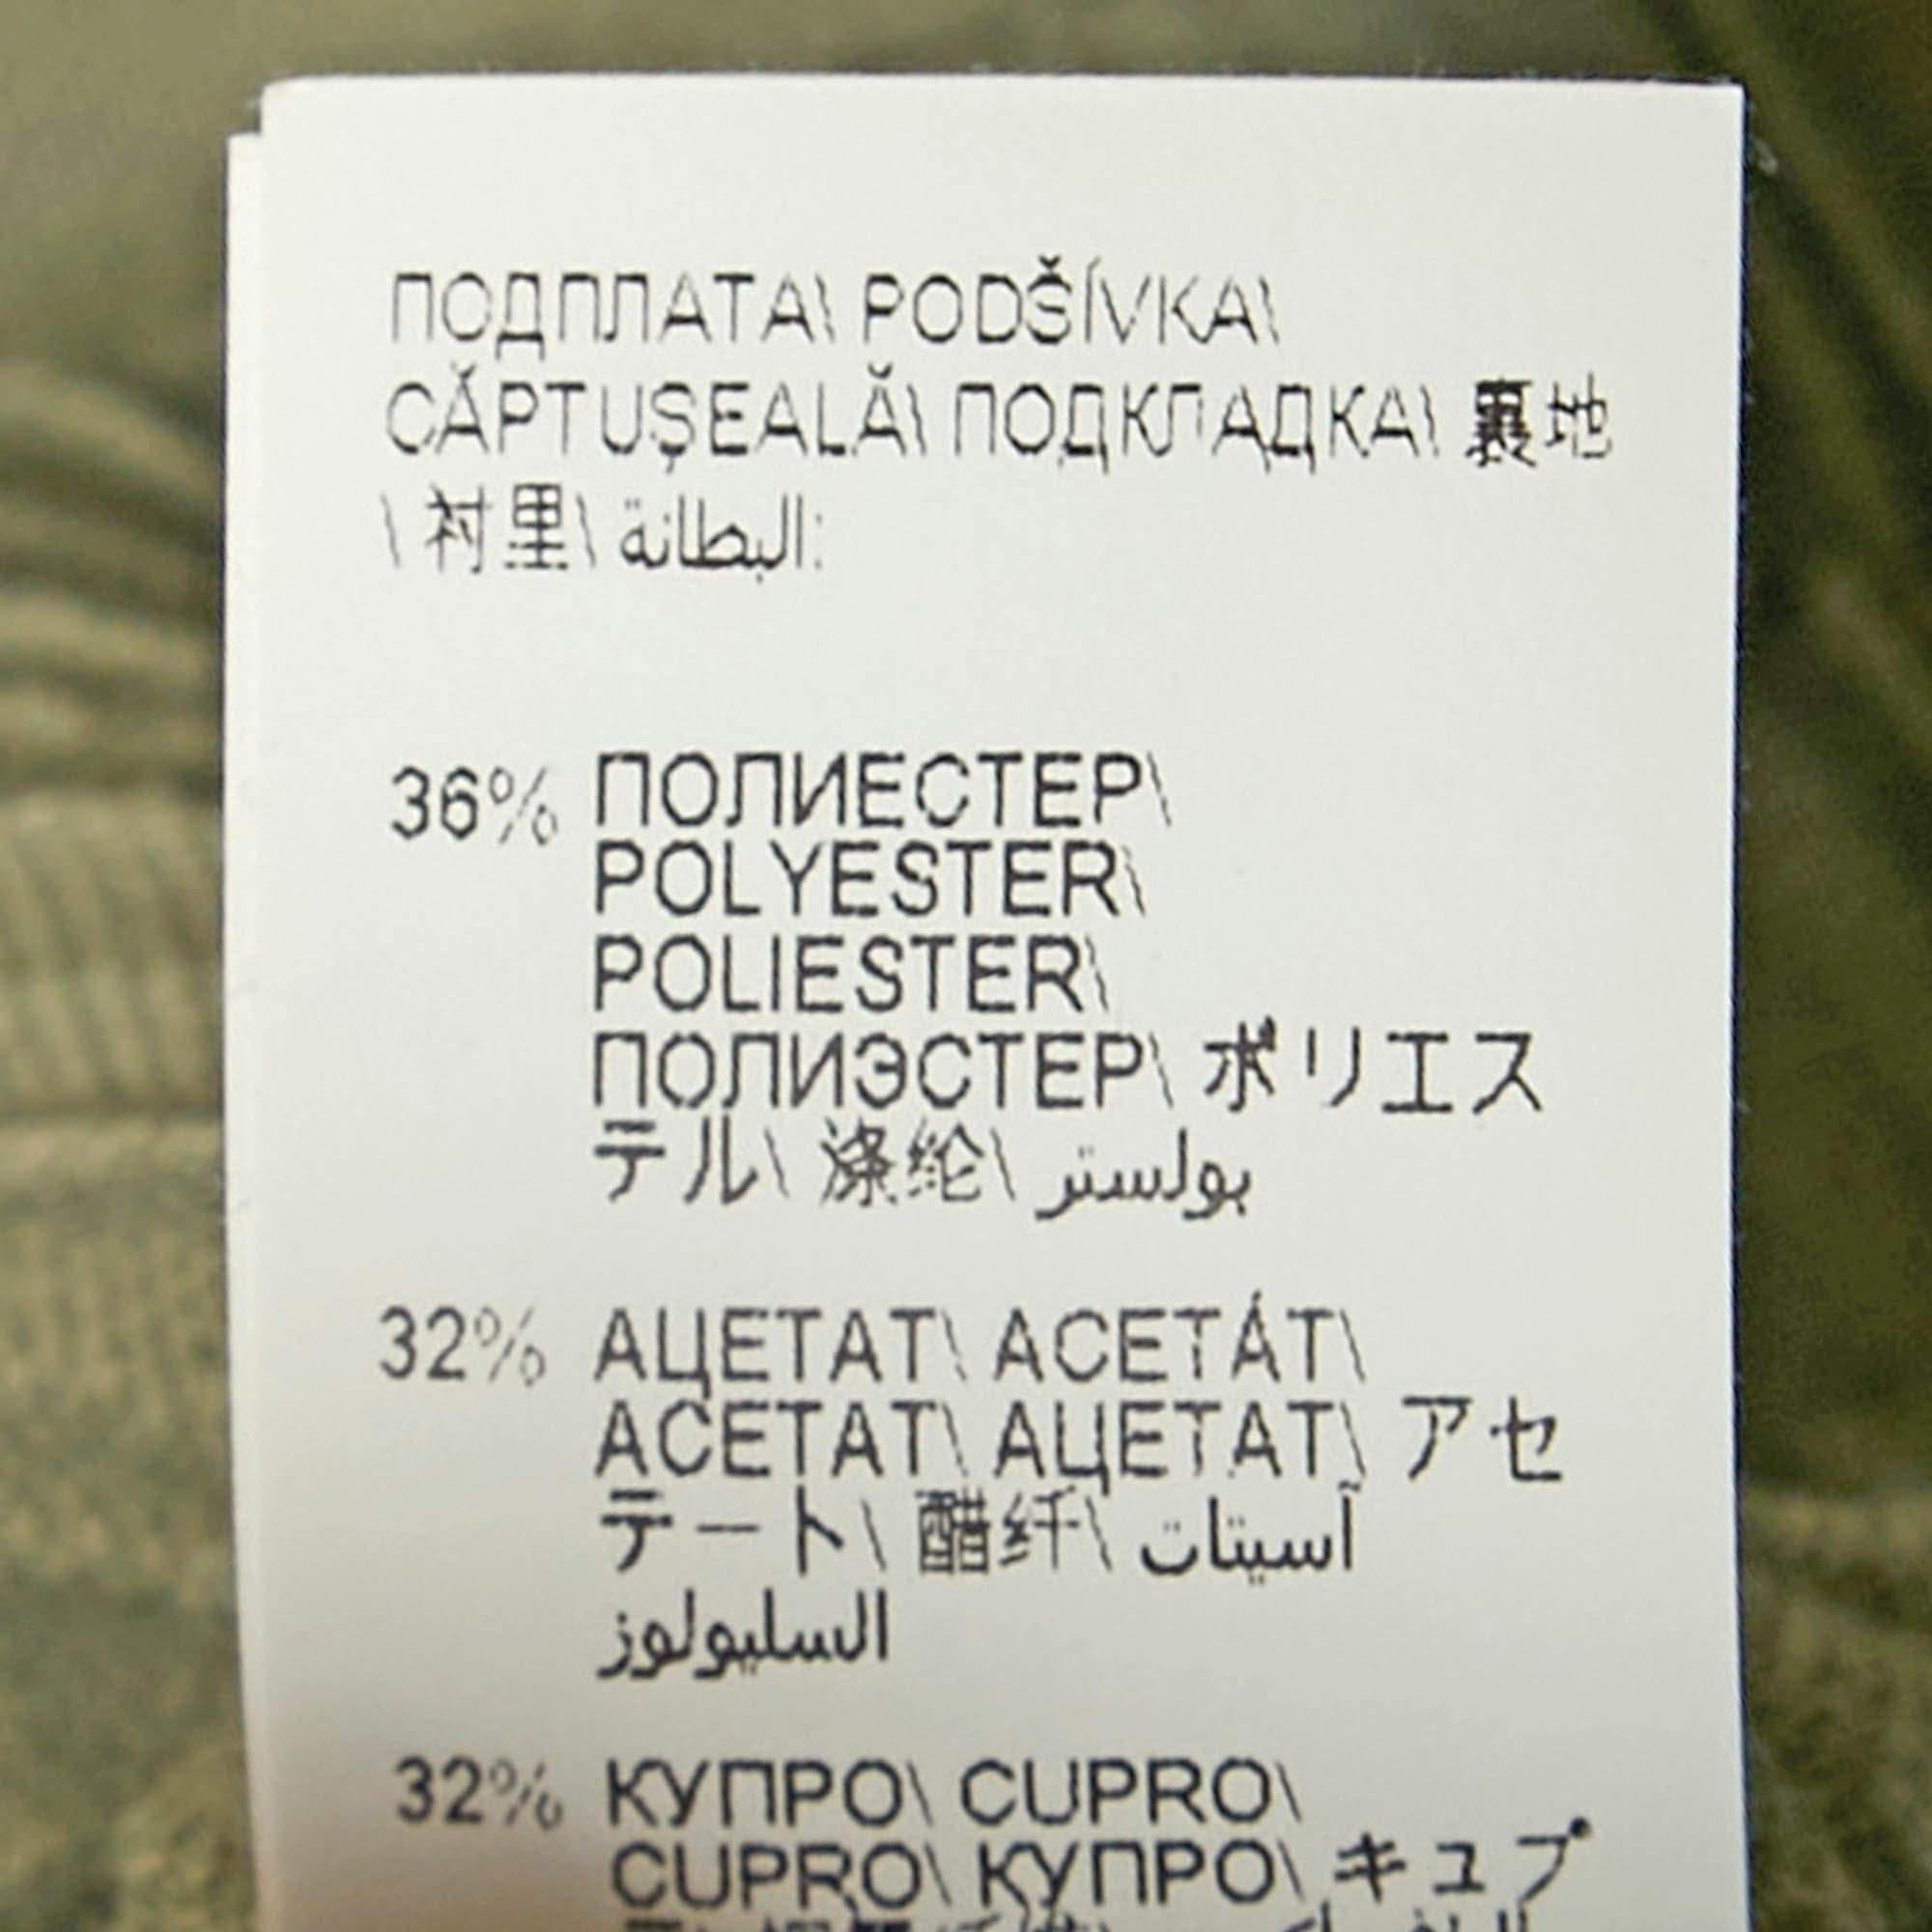 ПОДПЛАТА\ PODŠÍVKA\
CĂPTUȘEALĂ\ ПОДКЛАДКА\ 裏地
\ 衬里\ البطانة:
36% ПОЛИЕСТЕР\
POLYESTER\
POLIESTER\
ПОЛИЭСТЕР\ ポリエス
テル\ 涤纶\ بولستر
32% АЦЕТАТ\ ACETÁT\
ACETAT\ АЦЕТАТ\ アセ
テート\ 醋纤\ آسيتات
السليولوز
32% КУПРО\ CUPRO\
CUPRO\ КУПРО\ キュプ